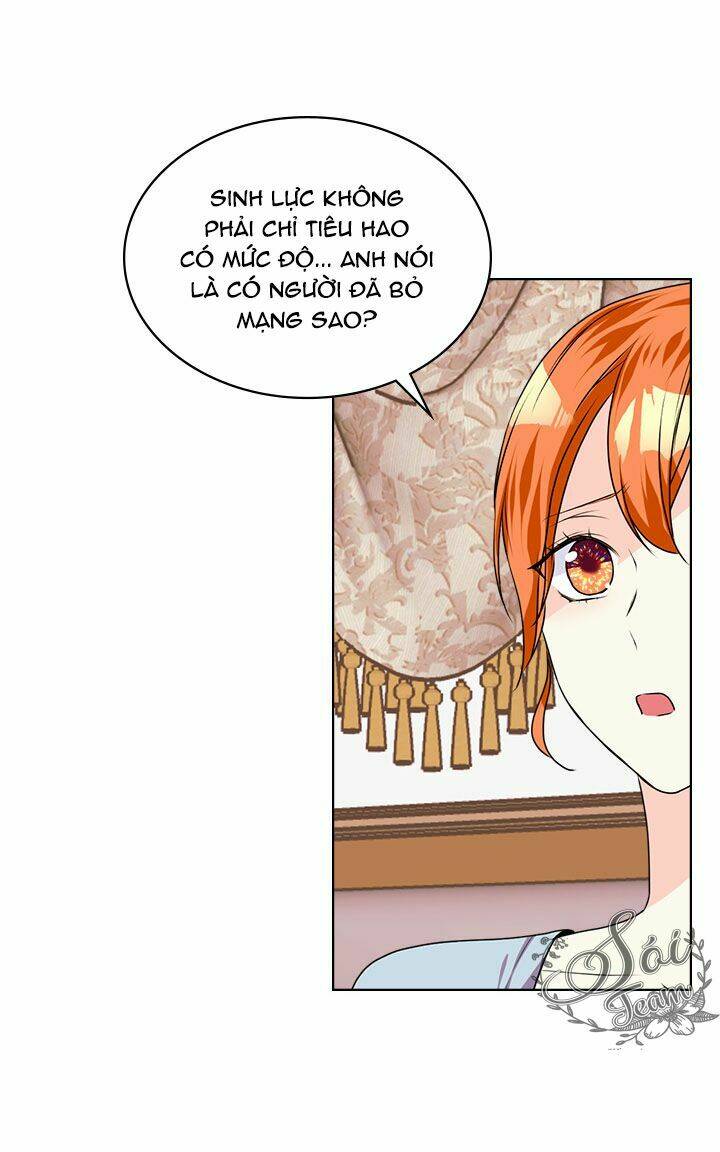 SINH LỰC KHÔNG
PHẢI CHỈ TIÊU HAO
CÓ MỨC ĐỘ... ANH NÓI
LÀ CÓ NGƯỜI ĐÃ BỎ
MẠNG SAO?
Sói
Team